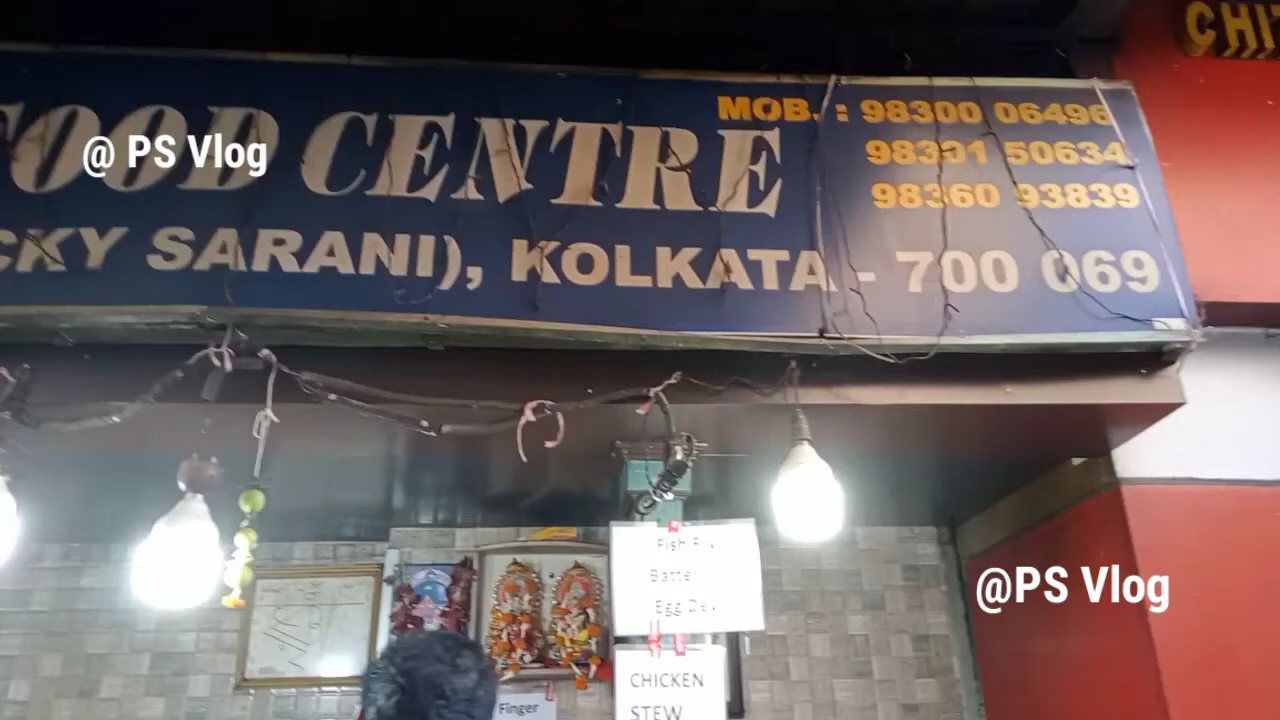 CHI
FOOD CENTRE
MOB. : 98300 06496
98301 50634
98360 93839
CKY SARANI), KOLKATA - 700 069
@ PS Vlog
@PS Vlog
Fish
Egg
CHICKEN
STEW
Finger